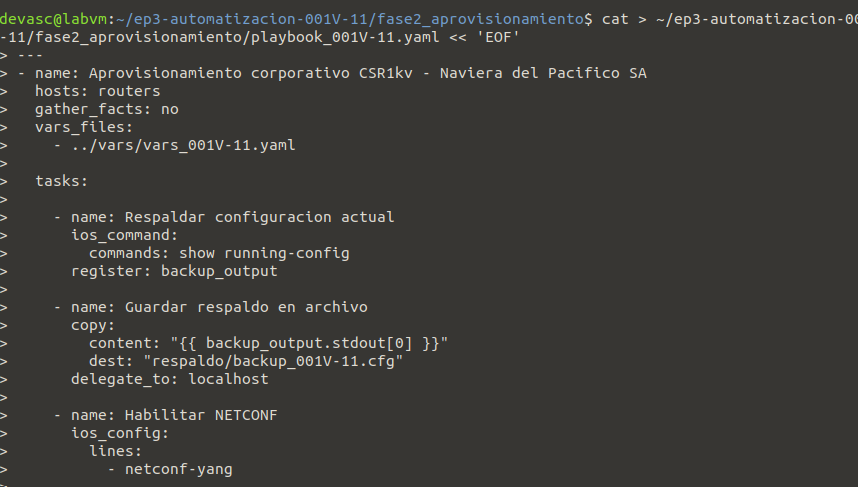 devasc@labvm:~/ep3-automatizacion-001V-11/fase2_aprovisionamiento$ cat > ~/ep3-automatizacion-00
-11/fase2_aprovisionamiento/playbook_001V-11.yaml << 'EOF'
> ---
> - name: Aprovisionamiento corporativo CSR1kv - Naviera del Pacifico SA
>   hosts: routers
>   gather_facts: no
>   vars_files:
>     - ../vars/vars_001V-11.yaml
>
>   tasks:
>
>     - name: Respaldar configuracion actual
>       ios_command:
>         commands: show running-config
>       register: backup_output
>
>     - name: Guardar respaldo en archivo
>       copy:
>         content: "{{ backup_output.stdout[0] }}"
>         dest: "respaldo/backup_001V-11.cfg"
>       delegate_to: localhost
>
>     - name: Habilitar NETCONF
>       ios_config:
>         lines:
>           - netconf-yang
>